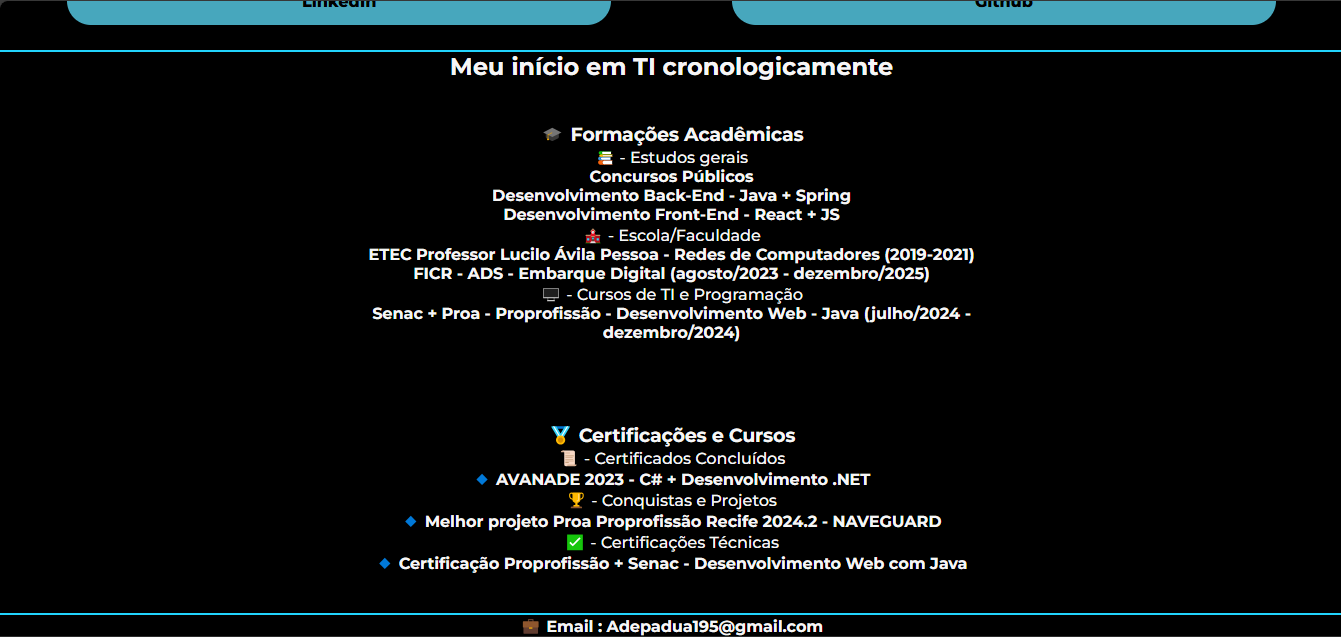 LinkedIn Github
Meu início em TI cronologicamente
🎓 Formações Acadêmicas
📚 - Estudos gerais
Concursos Públicos
Desenvolvimento Back-End - Java + Spring
Desenvolvimento Front-End - React + JS
🏫 - Escola/Faculdade
ETEC Professor Lucilo Ávila Pessoa - Redes de Computadores (2019-2021)
FICR - ADS - Embarque Digital (agosto/2023 - dezembro/2025)
🖥️ - Cursos de TI e Programação
Senac + Proa - Proprofissão - Desenvolvimento Web - Java (julho/2024 -
dezembro/2024)
🏅 Certificações e Cursos
📜 - Certificados Concluídos
🔹 AVANADE 2023 - C# + Desenvolvimento .NET
🏆 - Conquistas e Projetos
🔹 Melhor projeto Proa Proprofissão Recife 2024.2 - NAVEGUARD
✅ - Certificações Técnicas
🔹 Certificação Proprofissão + Senac - Desenvolvimento Web com Java
💼 Email : Adepadua195@gmail.com